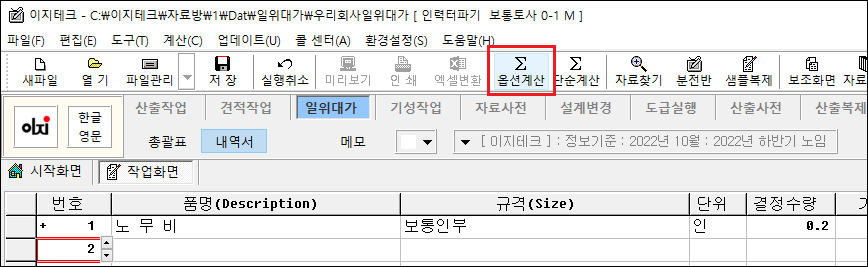 이지테크 - C:₩이지테크₩자료방₩1₩Dat₩일위대가₩우리회사일위대가 [ 인력터파기 보통토사 0-1 M ]
파일(F) 편집(E) 도구(T) 계산(C) 업데이트(U) 콜 센터(A) 환경설정(S) 도움말(H)
새파일 열 기 파일관리 저 장 실행취소 미리보기 인 쇄 엑셀변환 옵션계산 단순계산 자료찾기 분전반 샘플복제 보조화면 자료
산출작업 견적작업 일위대가 기성작업 자료사전 설계변경 도급실행 산출사전 산출복제
한글
영문
총괄표 내역서 메모 [ 이지테크 ] : 정보기준 : 2022년 10월 : 2022년 하반기 노임
시작화면 작업화면
번호 품명(Description) 규격(Size) 단위 결정수량
+ 1 노 무 비 보통인부 인 0.2
2